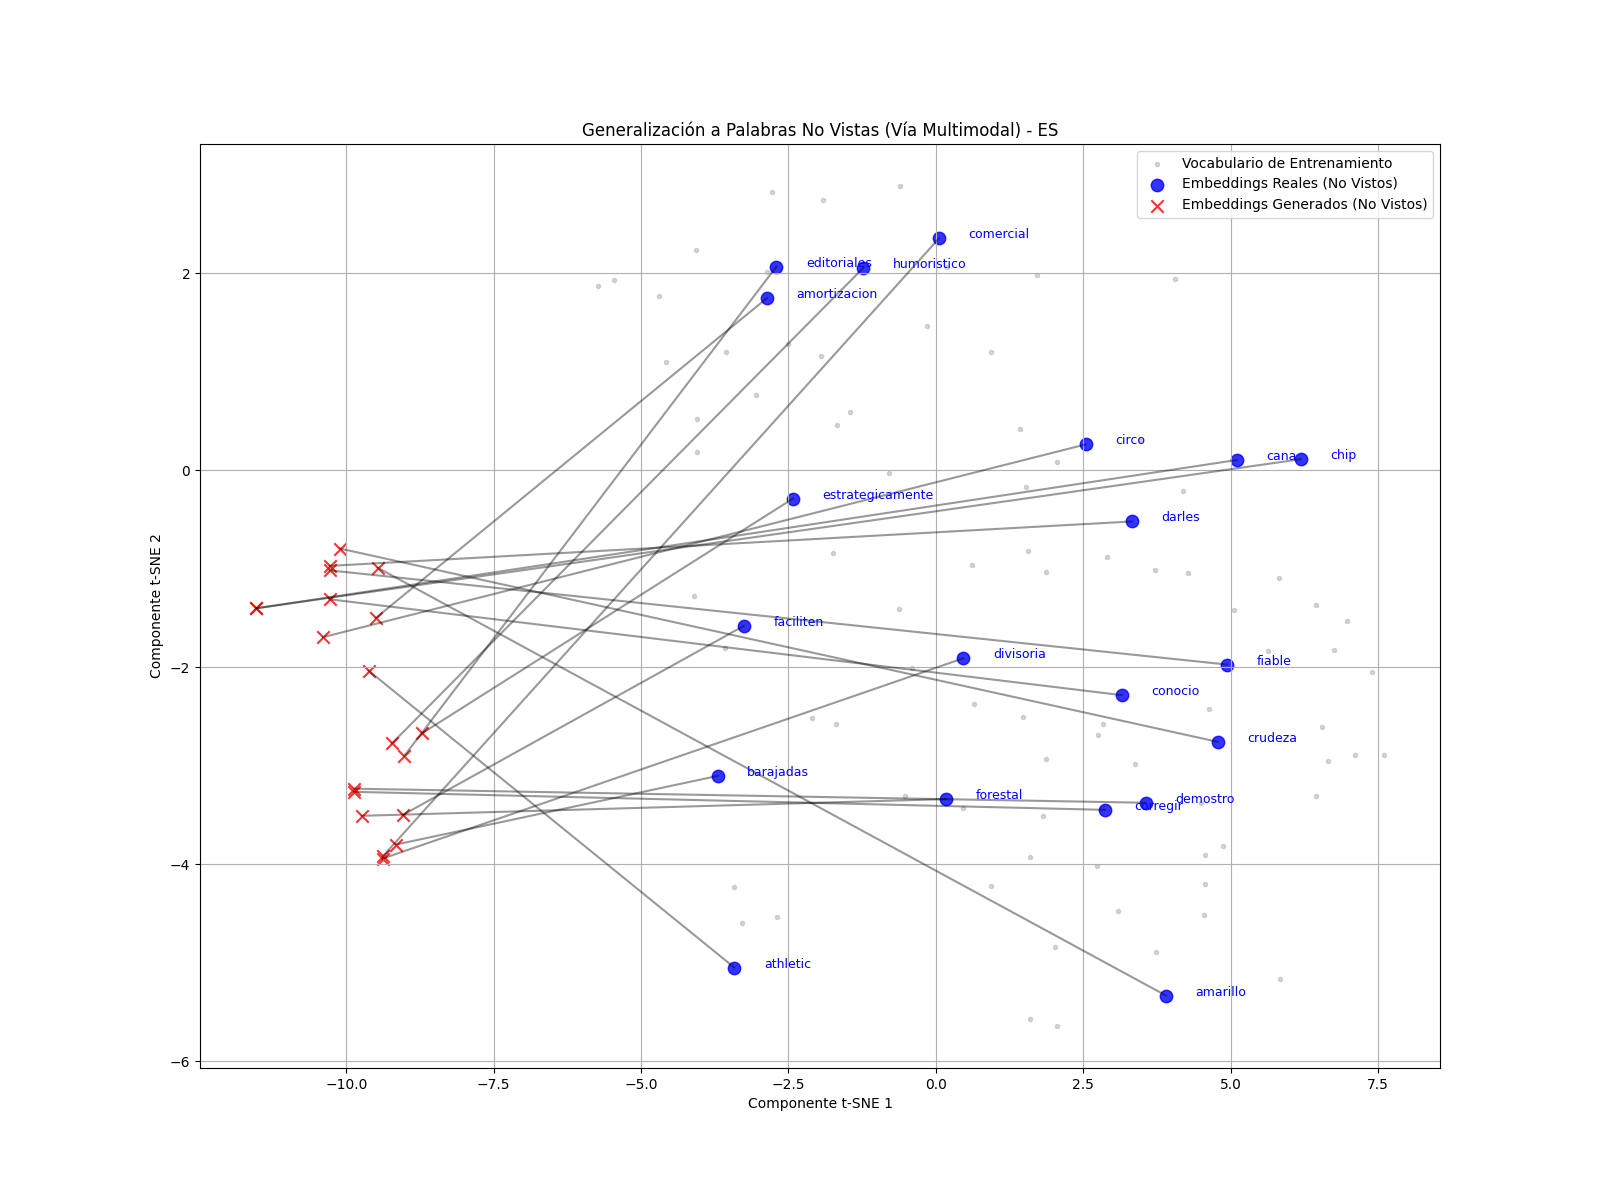 Generalización a Palabras No Vistas (Vía Multimodal) - ES
Vocabulario de Entrenamiento
Embeddings Reales (No Vistos)
Embeddings Generados (No Vistos)
comercial
editoriales
humoristico
amortizacion
circo
cana
chip
estrategicamente
darles
faciliten
divisoria
fiable
conocio
crudeza
barajadas
forestal
demostro
corregir
athletic
amarillo
2
0
−2
−4
−6
Componente t-SNE 2
−10.0
−7.5
−5.0
−2.5
0.0
2.5
5.0
7.5
Componente t-SNE 1